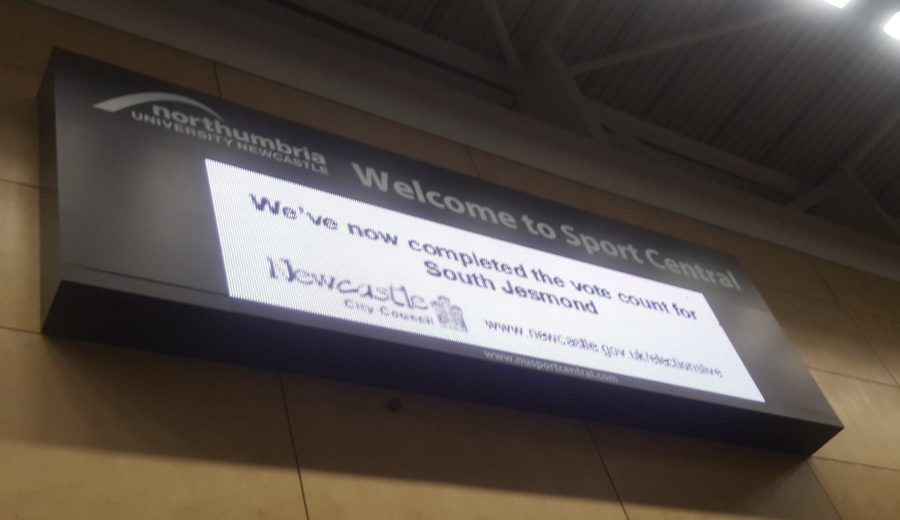 northumbria
UNIVERSITY NEWCASTLE
Welcome to Sport Central
We've now completed the vote count for
South Jesmond
Newcastle
City Council
www.newcastle.gov.uk/electionslive
www.nusportcentral.com